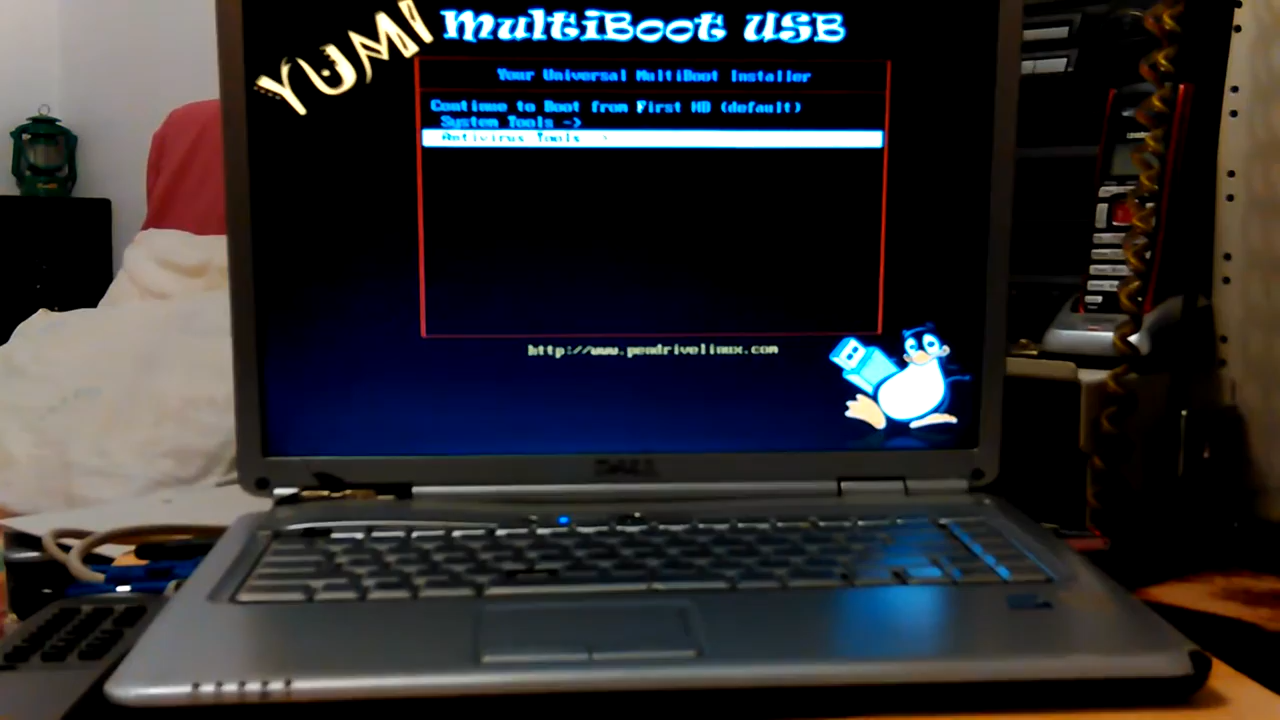 YUMI MultiBoot USB
Your Universal MultiBoot Installer
Continue to Boot from First HD (default)
System Tools ->
Antivirus Tools ->
http://www.pendrivelinux.com
DELL